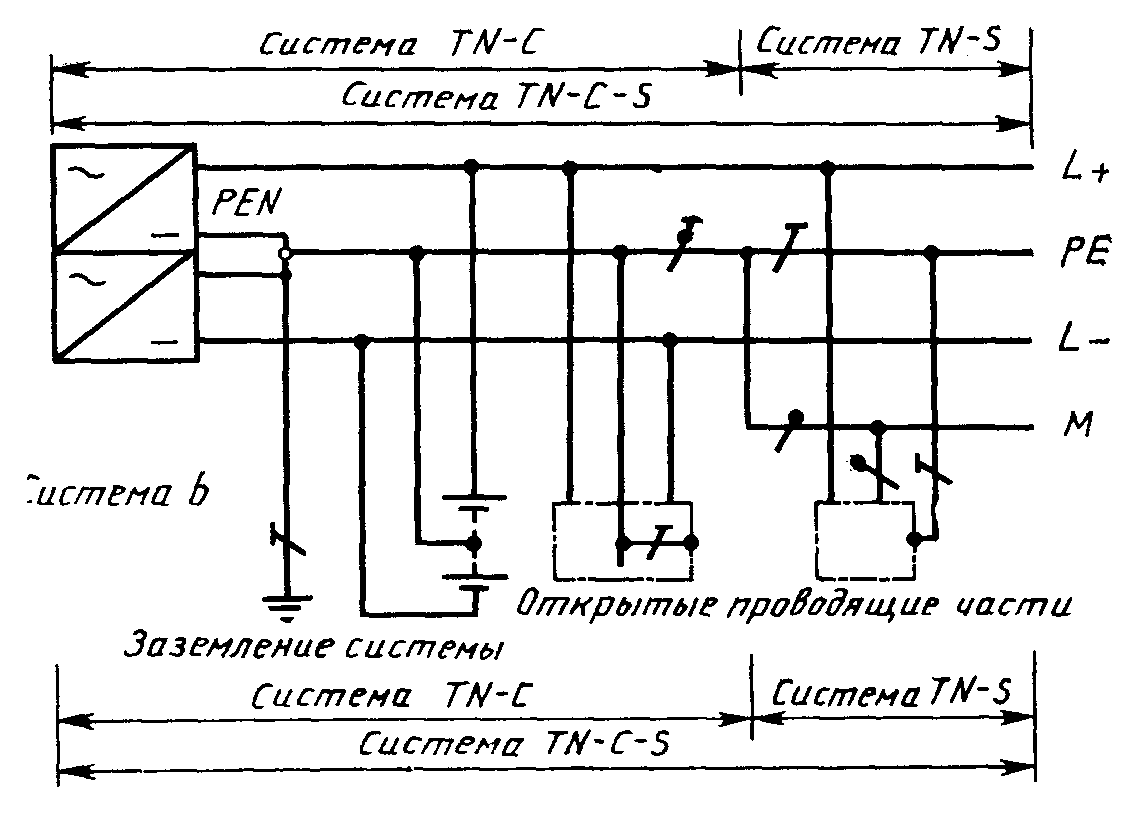 Система TN-C
Система TN-S
Система TN-C-S
L+
PEN
PE
L-
M
Система b
Открытые проводящие части
Заземление системы
Система TN-C
Система TN-S
Система TN-C-S